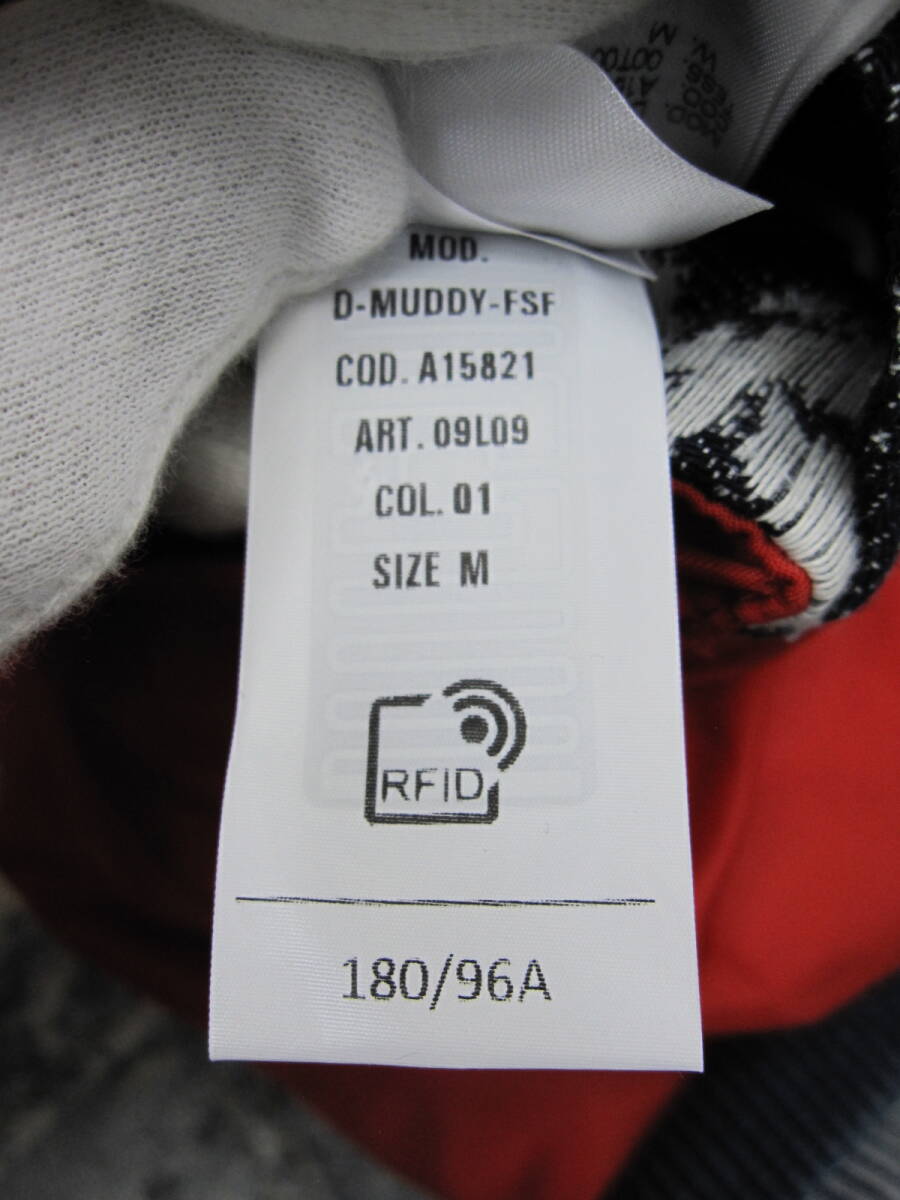 MOD.
D-MUDDY-FSF
COD. A15821
ART. 09L09
COL. 01
SIZE M
RFID
180/96A